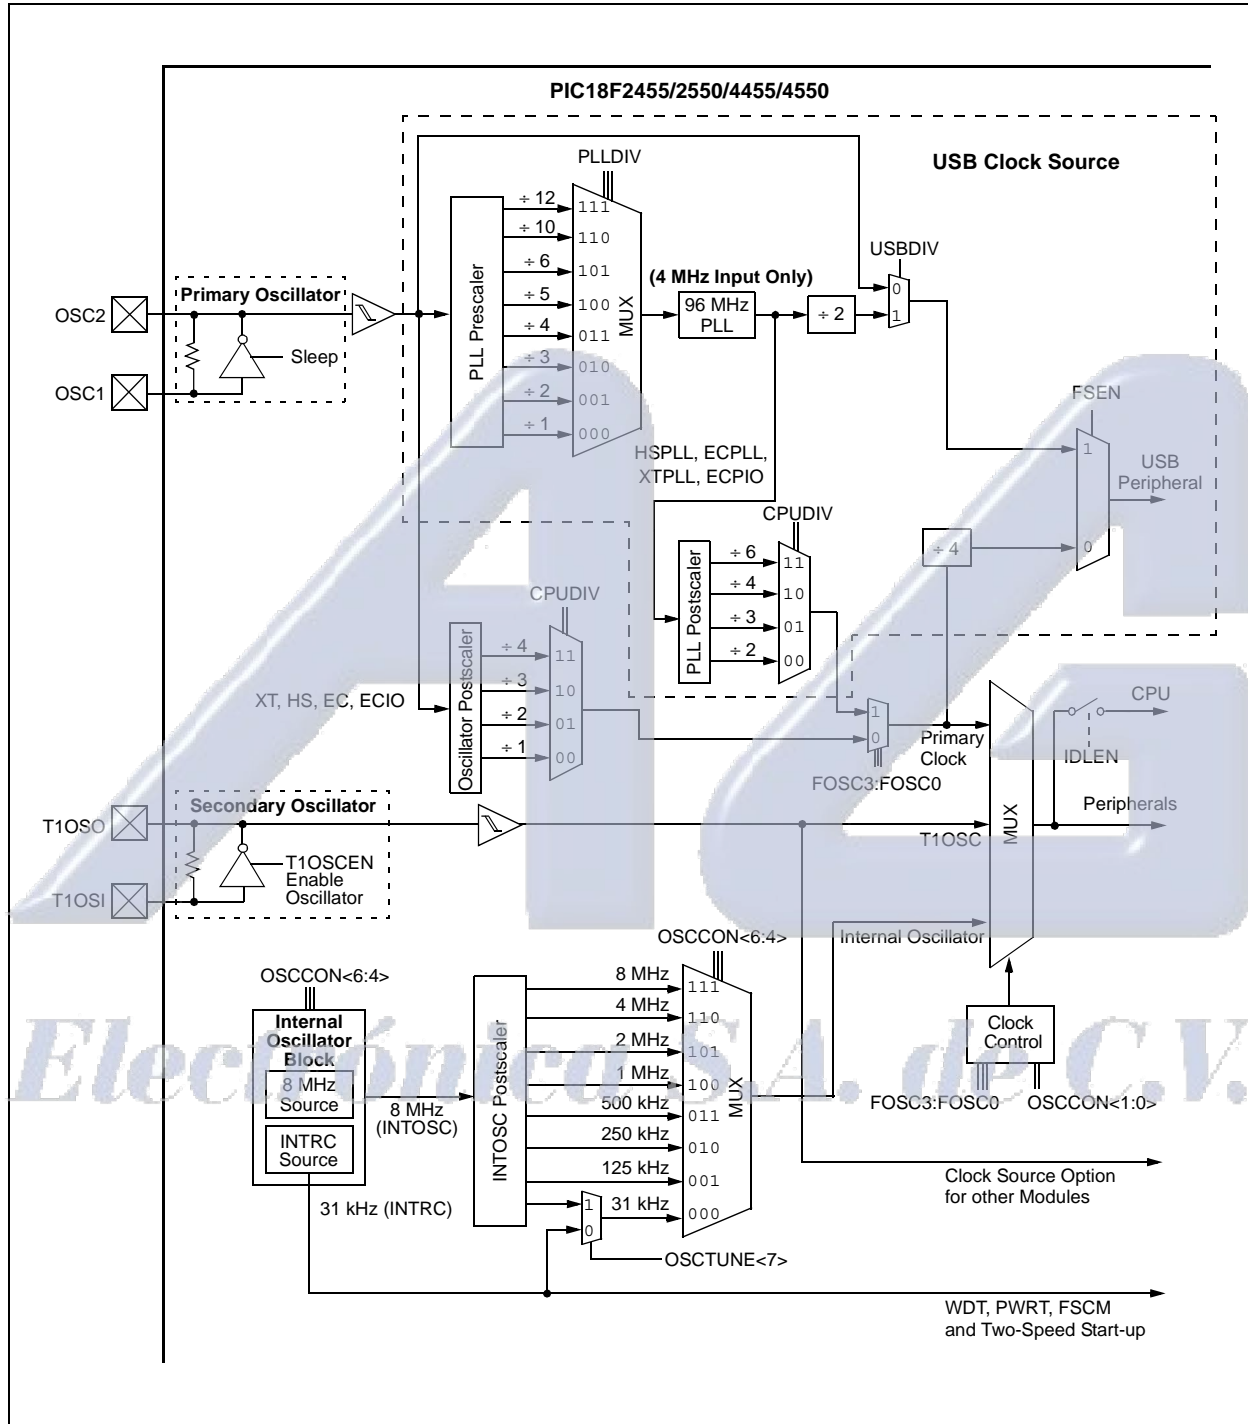 PIC18F2455/2550/4455/4550
USB Clock Source
PLLDIV
PLL Prescaler
÷ 12
÷ 10
÷ 6
÷ 5
÷ 4
÷ 3
÷ 2
÷ 1
111
110
101
100
011
010
001
000
MUX
(4 MHz Input Only)
96 MHz
PLL
÷ 2
USBDIV
0
1
Primary Oscillator
OSC2
OSC1
Sleep
FSEN
1
0
USB
Peripheral
÷ 4
HSPLL, ECPLL,
XTPLL, ECPIO
CPUDIV
PLL Postscaler
÷ 6
÷ 4
÷ 3
÷ 2
11
10
01
00
CPUDIV
XT, HS, EC, ECIO
Oscillator Postscaler
÷ 4
÷ 3
÷ 2
÷ 1
11
10
01
00
1
0
FOSC3:FOSC0
Primary
Clock
CPU
IDLEN
Peripherals
MUX
T1OSC
Internal Oscillator
Secondary Oscillator
T1OSO
T1OSI
T1OSCEN
Enable
Oscillator
Clock
Control
FOSC3:FOSC0
OSCCON<1:0>
OSCCON<6:4>
Internal
Oscillator
Block
8 MHz
Source
INTRC
Source
8 MHz
(INTOSC)
31 kHz (INTRC)
INTOSC Postscaler
OSCCON<6:4>
8 MHz
4 MHz
2 MHz
1 MHz
500 kHz
250 kHz
125 kHz
31 kHz
111
110
101
100
011
010
001
000
MUX
1
0
OSCTUNE<7>
Clock Source Option
for other Modules
WDT, PWRT, FSCM
and Two-Speed Start-up
AG
Electrónica S.A. de C.V.